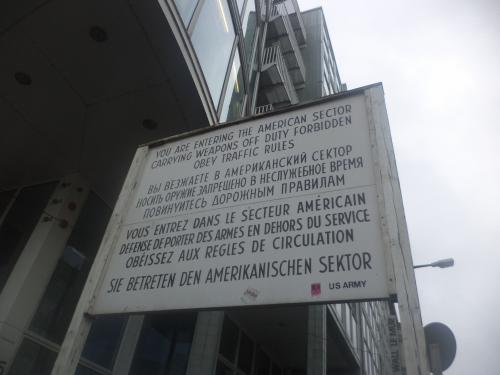 YOU ARE ENTERING THE AMERICAN SECTOR
CARRYING WEAPONS OFF DUTY FORBIDDEN
OBEY TRAFFIC RULES
ВЫ ВЪЕЗЖАЕТЕ В АМЕРИКАНСКИЙ СЕКТОР
НОСИТЬ ОРУЖИЕ ЗАПРЕЩЕНО В НЕСЛУЖЕБНОЕ ВРЕМЯ
ПОВИНУЙТЕСЬ ДОРОЖНЫМ ПРАВИЛАМ
VOUS ENTREZ DANS LE SECTEUR AMÉRICAIN
DÉFENSE DE PORTER DES ARMES EN DEHORS DU SERVICE
OBÉISSEZ AUX RÈGLES DE CIRCULATION
SIE BETRETEN DEN AMERIKANISCHEN SEKTOR
US ARMY